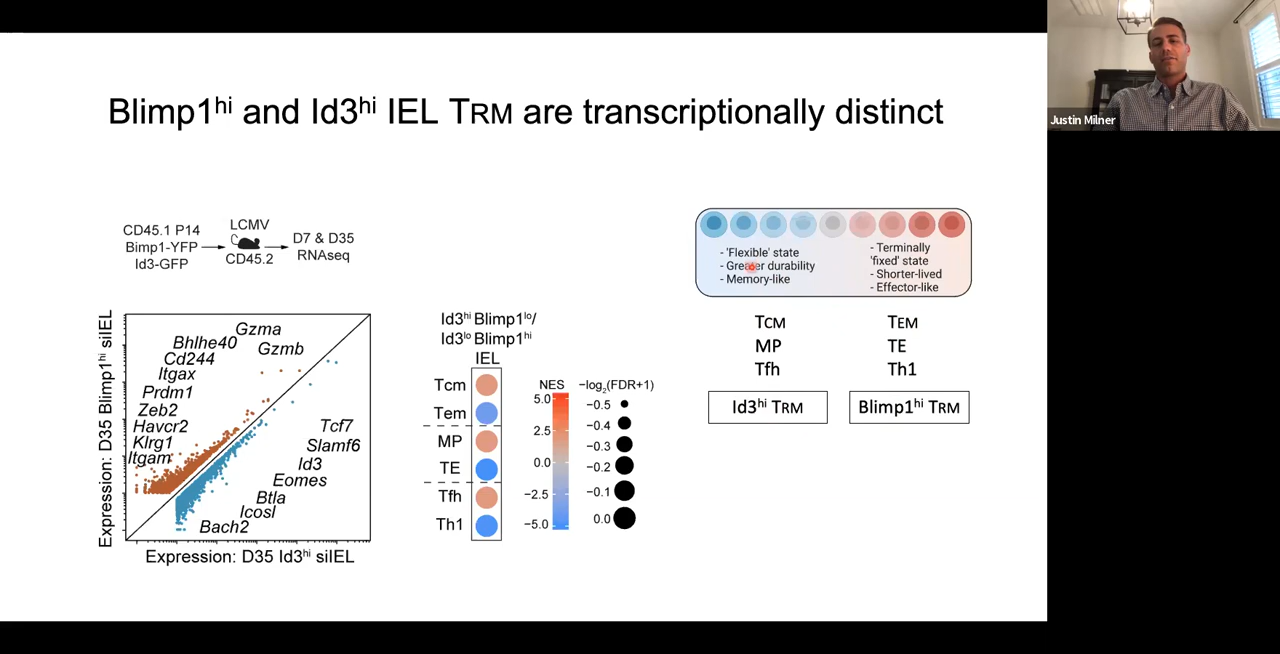 Justin Milner
Blimp1hi and Id3hi IEL TRM are transcriptionally distinct
CD45.1 P14
Bimp1-YFP
Id3-GFP
LCMV
CD45.2
D7 & D35
RNAseq
Expression: D35 Blimp1hi siIEL
Gzma
Bhlhe40
Gzmb
Cd244
Itgax
Prdm1
Zeb2
Havcr2
Klrg1
Itgam
Tcf7
Slamf6
Id3
Eomes
Btla
Icosl
Bach2
Expression: D35 Id3hi siIEL
Id3hi Blimp1lo/
Id3lo Blimp1hi
IEL
Tcm
Tem
MP
TE
Tfh
Th1
NES
5.0
2.5
0.0
−2.5
−5.0
−log2(FDR+1)
−0.5
−0.4
−0.3
−0.2
−0.1
0.0
- 'Flexible' state
- Greater durability
- Memory-like
- Terminally
'fixed' state
- Shorter-lived
- Effector-like
TCM
MP
Tfh
Id3hi TRM
TEM
TE
Th1
Blimp1hi TRM